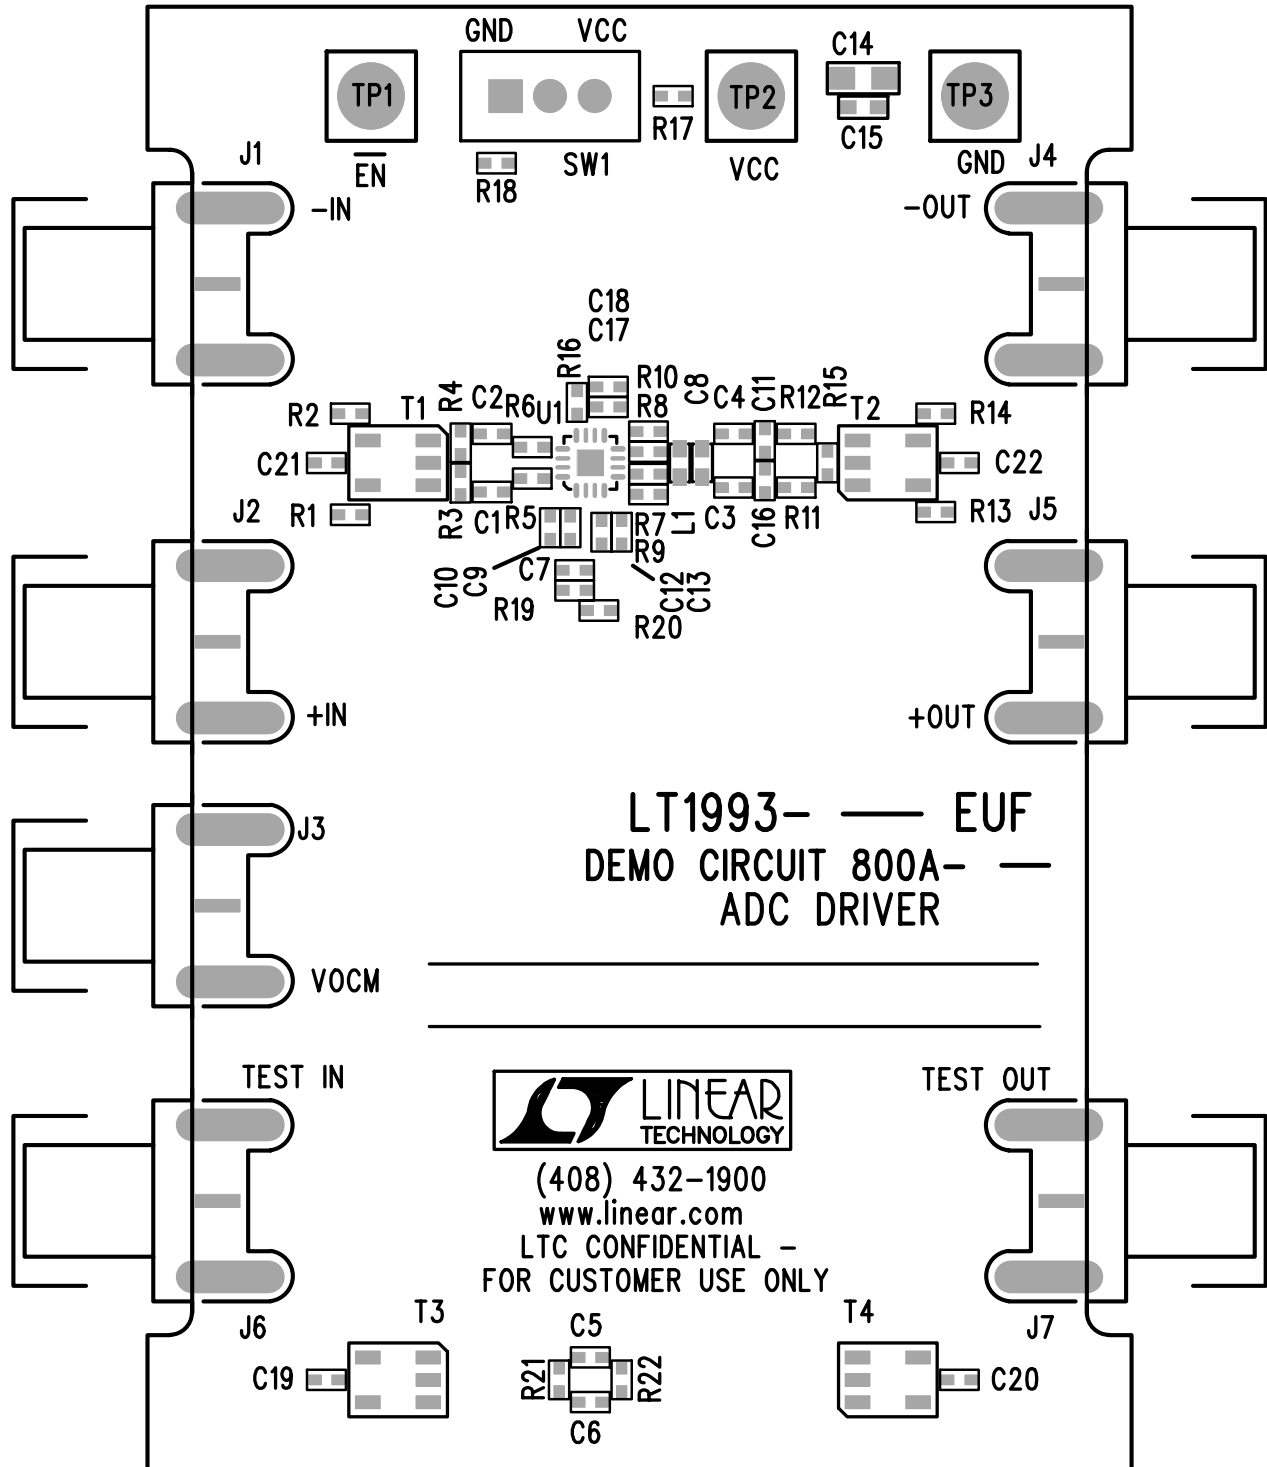 GND VCC
C14
TP1 TP2 TP3
R17 C15
J1 EN R18 SW1 VCC GND J4
-IN -OUT
C18
C17
R16
R10
R8
R4 C2 R6 U1
C8 C4 C11 R12 R15
R2 T1 T2 R14
C21 C22
J2 R1 R3 C1 R5
R7
R9
L1 C3 C16 R11 R13 J5
C10
C9
C7
C12
C13
R19 R20
+IN +OUT
LT1993- — EUF
J3
DEMO CIRCUIT 800A- —
ADC DRIVER
VOCM
TEST IN TEST OUT
LINEAR
TECHNOLOGY
(408) 432-1900
www.linear.com
LTC CONFIDENTIAL -
FOR CUSTOMER USE ONLY
J6 T3 C5 T4 J7
C19 R21 R22 C20
C6